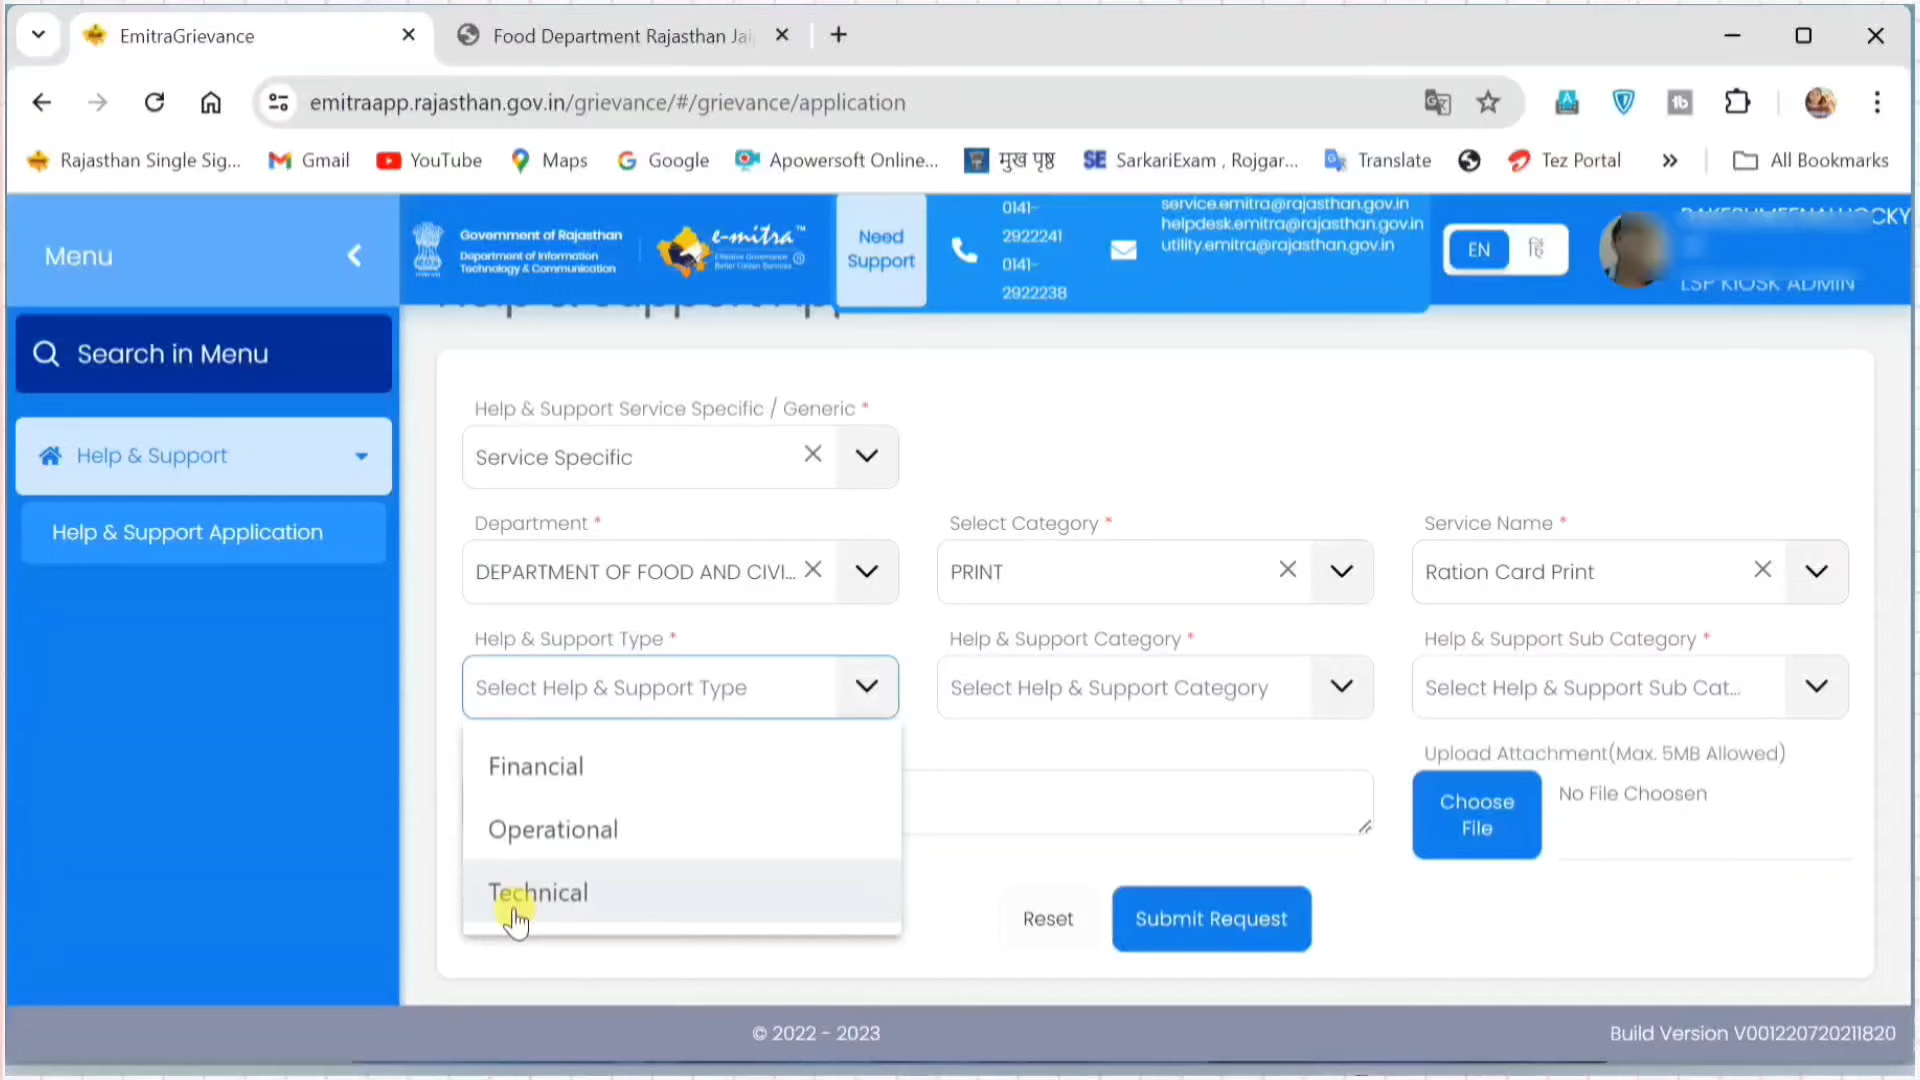 EmitraGrievance
Food Department Rajasthan Jai
emitraapp.rajasthan.gov.in/grievance/#/grievance/application
Rajasthan Single Sig... Gmail YouTube Maps Google Apowersoft Online... मुख पृष्ठ SE SarkariExam , Rojgar... Translate Tez Portal » All Bookmarks
Menu
Government of Rajasthan
Department of Information
Technology & Communication
e-mitra™
Need
Support
0141-
2922241
0141-
2922238
service.emitra@rajasthan.gov.in
helpdesk.emitra@rajasthan.gov.in
utility.emitra@rajasthan.gov.in
EN हिं
LSP KIOSK ADMIN
Search in Menu
Help & Support
Help & Support Application
Help & Support Service Specific / Generic *
Service Specific
Department * Select Category * Service Name *
DEPARTMENT OF FOOD AND CIVI... PRINT Ration Card Print
Help & Support Type * Help & Support Category * Help & Support Sub Category *
Select Help & Support Type Select Help & Support Category Select Help & Support Sub Cat...
Financial
Operational
Technical
Upload Attachment(Max. 5MB Allowed)
Choose
File
No File Choosen
Reset Submit Request
© 2022 - 2023
Build Version V001220720211820